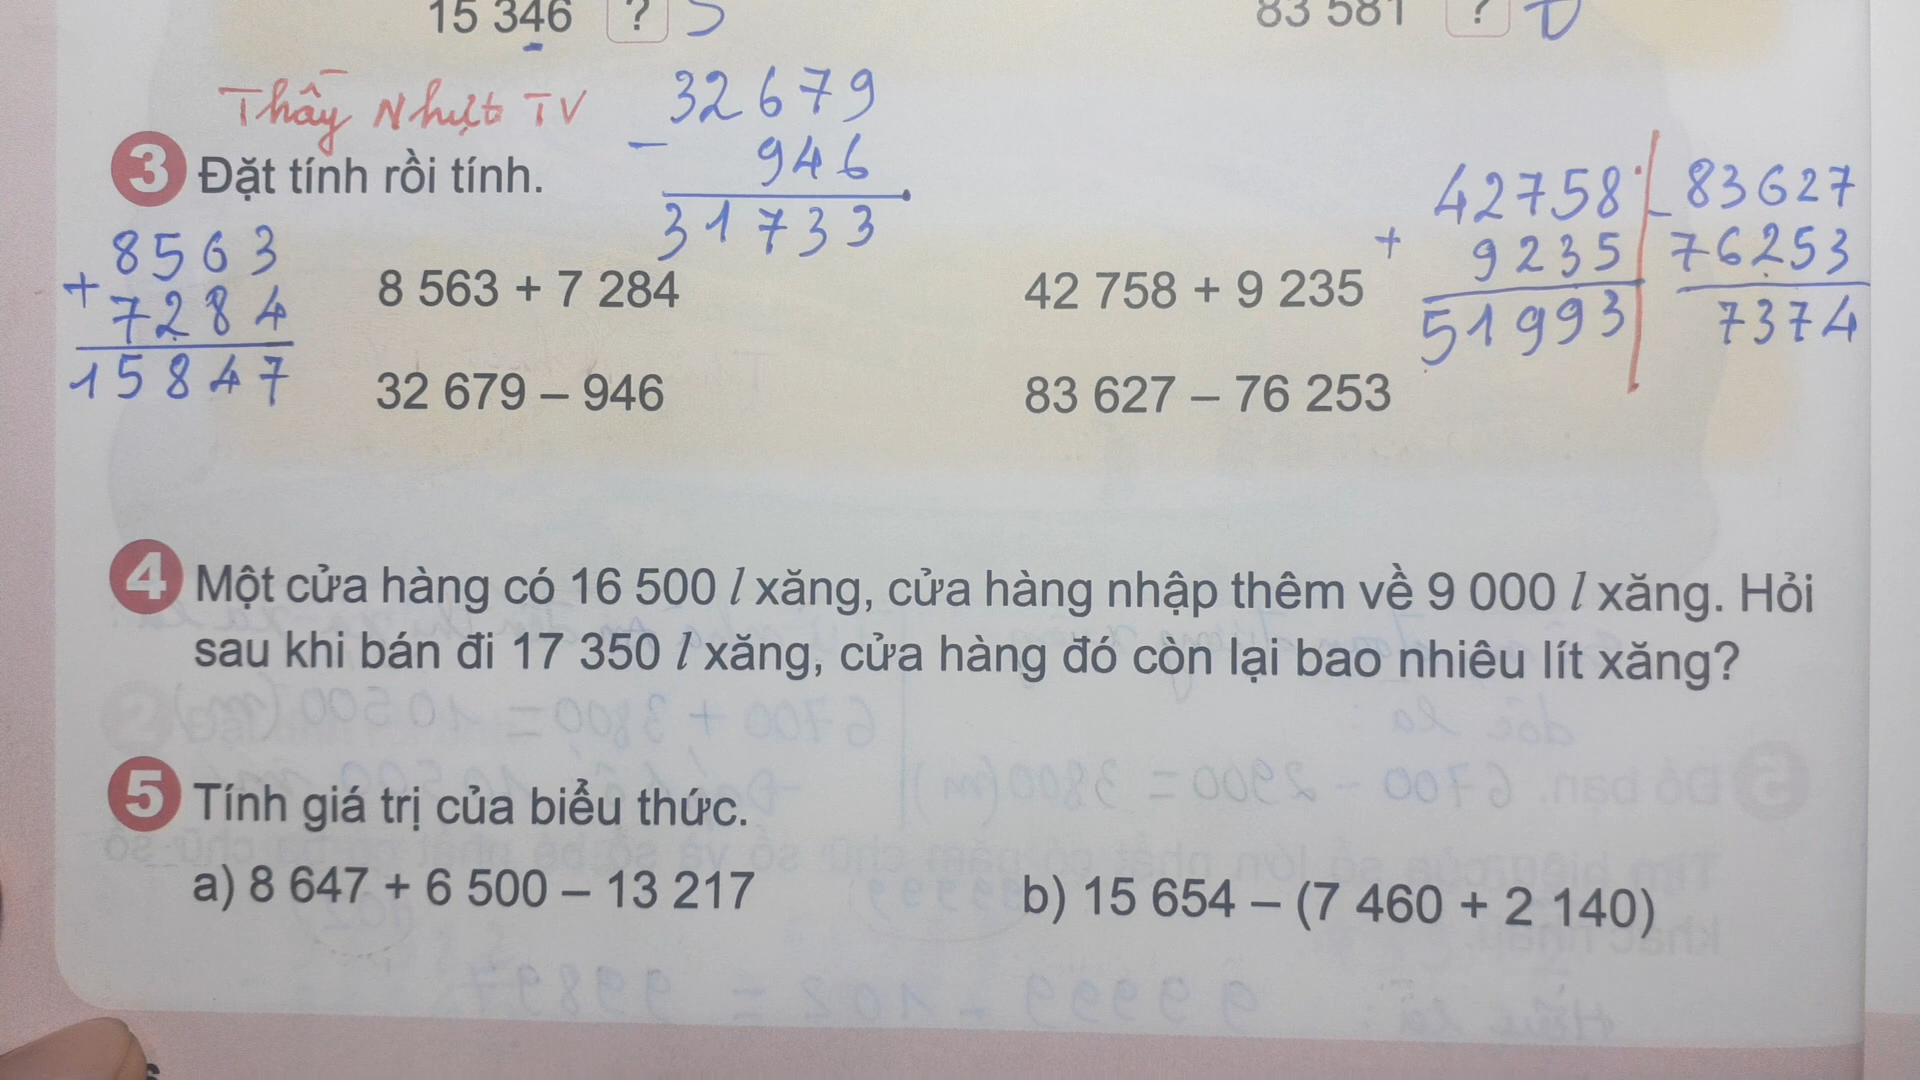 15 346 ?
83 581 ?
Thầy Nhựt TV
32679
- 946
31733
3 Đặt tính rồi tính.
8563
+ 7284
15847
42758
+ 9235
51993
83627
- 76253
7374
8 563 + 7 284
42 758 + 9 235
32 679 – 946
83 627 – 76 253
4 Một cửa hàng có 16 500 l xăng, cửa hàng nhập thêm về 9 000 l xăng. Hỏi
sau khi bán đi 17 350 l xăng, cửa hàng đó còn lại bao nhiêu lít xăng?
5 Tính giá trị của biểu thức.
a) 8 647 + 6 500 – 13 217
b) 15 654 – (7 460 + 2 140)